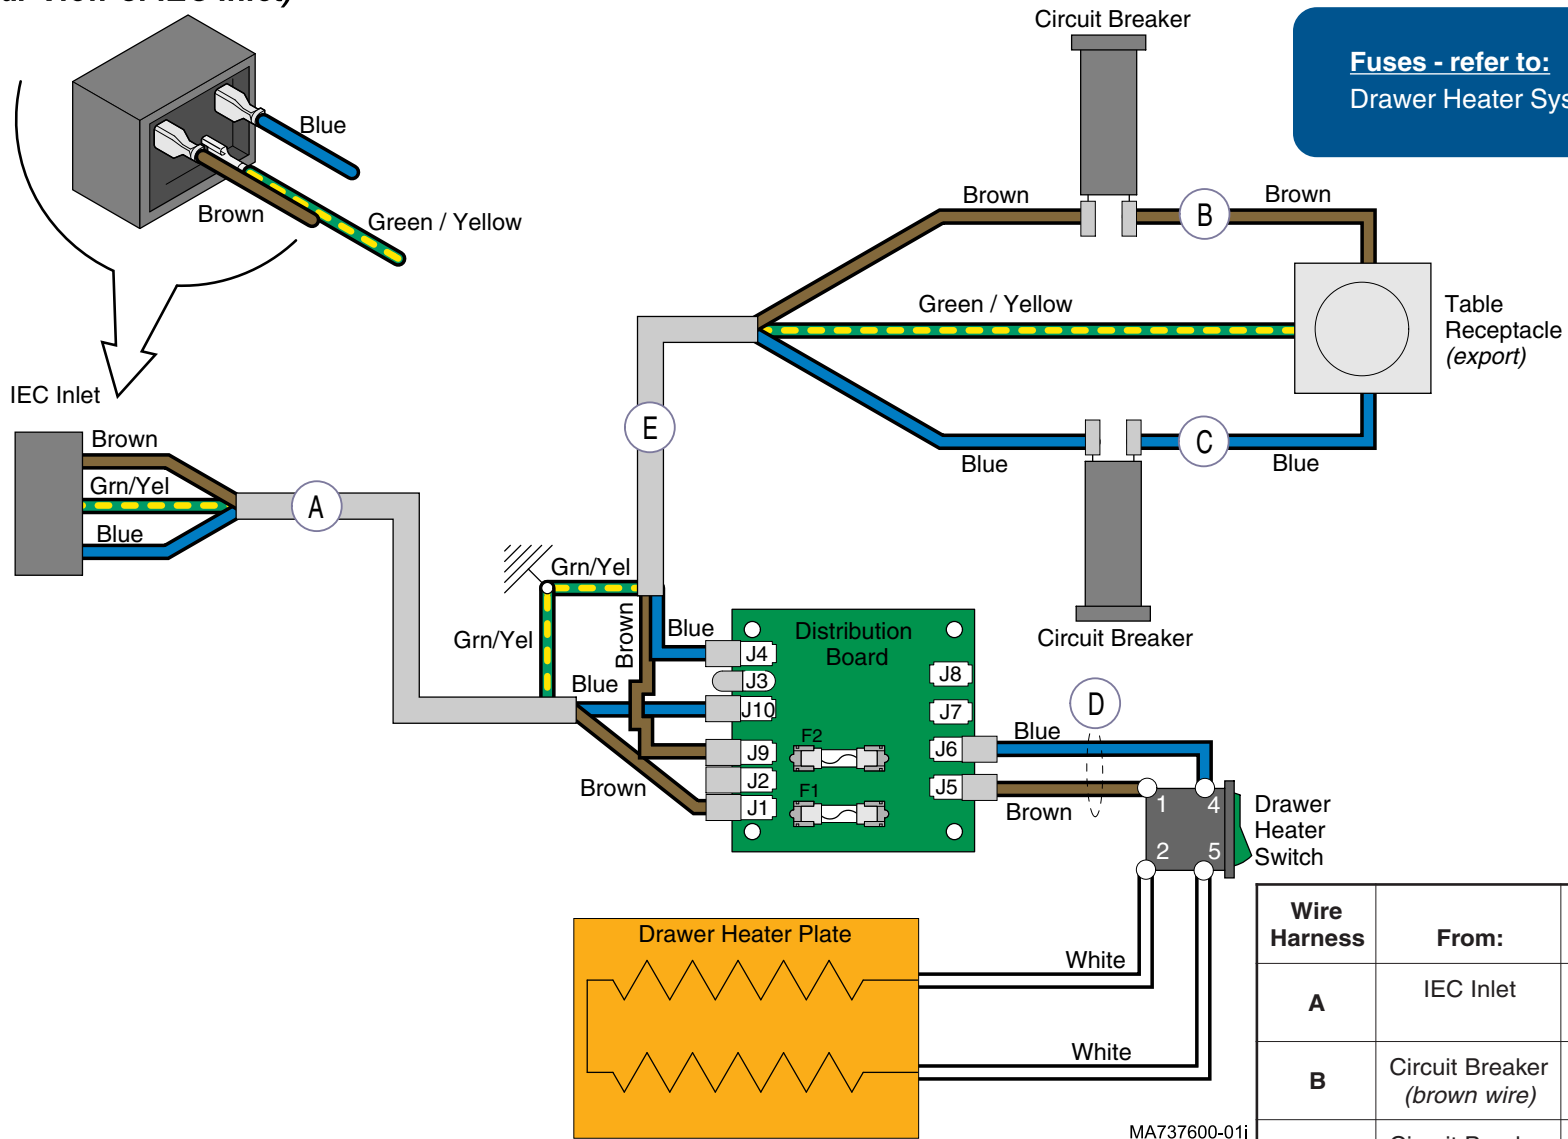 Circuit Breaker
Fuses - refer to:
Drawer Heater
Blue
Brown
Green / Yellow
Brown
B
Brown
Green / Yellow
Table
Receptacle
(export)
IEC Inlet
Brown
Grn/Yel
Blue
A
E
Blue
C
Blue
Circuit Breaker
Grn/Yel
Grn/Yel
Brown
Blue
Blue
Brown
Distribution
Board
J4
J3
J10
J9
J2
J1
F2
F1
J8
J7
J6
J5
D
Blue
Brown
1
4
2
5
Drawer
Heater
Switch
Drawer Heater Plate
White
White
MA737600-01i
Wire
Harness
From:
A
IEC Inlet
B
Circuit Breaker
(brown wire)